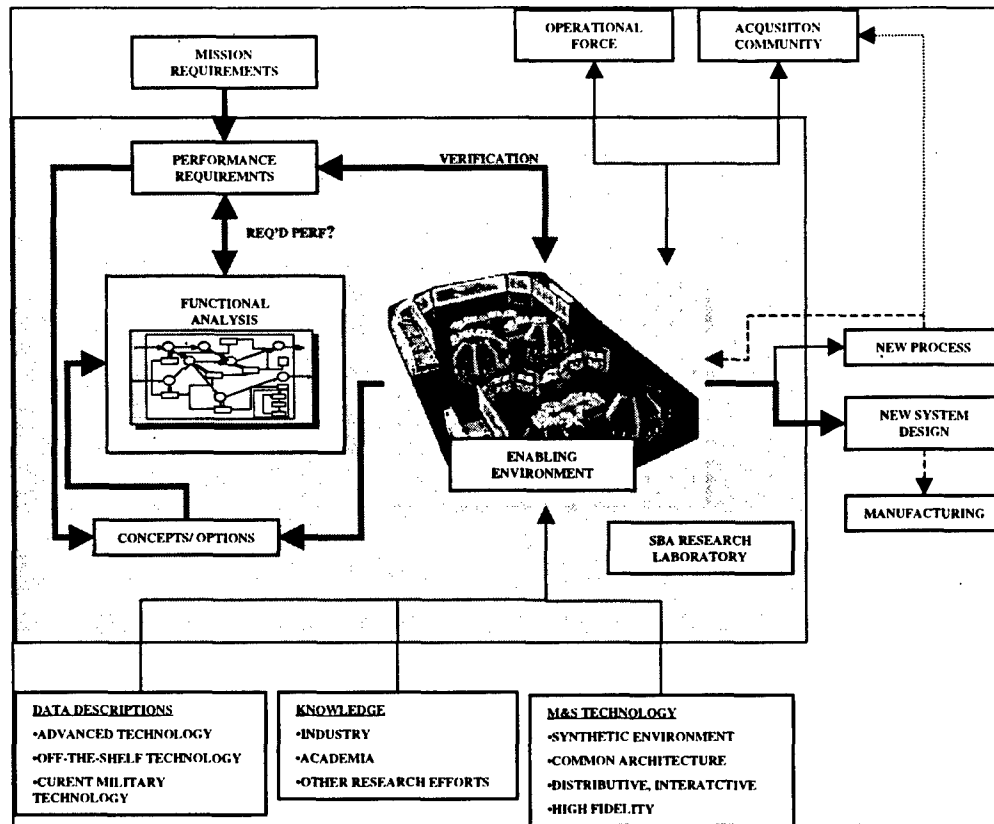 OPERATIONAL
FORCE
ACQUSIITON
COMMUNITY
MISSION
REQUIREMENTS
PERFORMANCE
REQUIREMNTS
VERIFICATION
REQ'D PERF?
FUNCTIONAL
ANALYSIS
NEW PROCESS
NEW SYSTEM
DESIGN
ENABLING
ENVIRONMENT
MANUFACTURING
CONCEPTS/ OPTIONS
SBA RESEARCH
LABORATORY
DATA DESCRIPTIONS
•ADVANCED TECHNOLOGY
•OFF-THE-SHELF TECHNOLOGY
•CURENT MILITARY
TECHNOLOGY
KNOWLEDGE
•INDUSTRY
•ACADEMIA
•OTHER RESEARCH EFFORTS
M&S TECHNOLOGY
•SYNTHETIC ENVIRONMENT
•COMMON ARCHITECTURE
•DISTRIBUTIVE, INTERATCTIVE
•HIGH FIDELITY